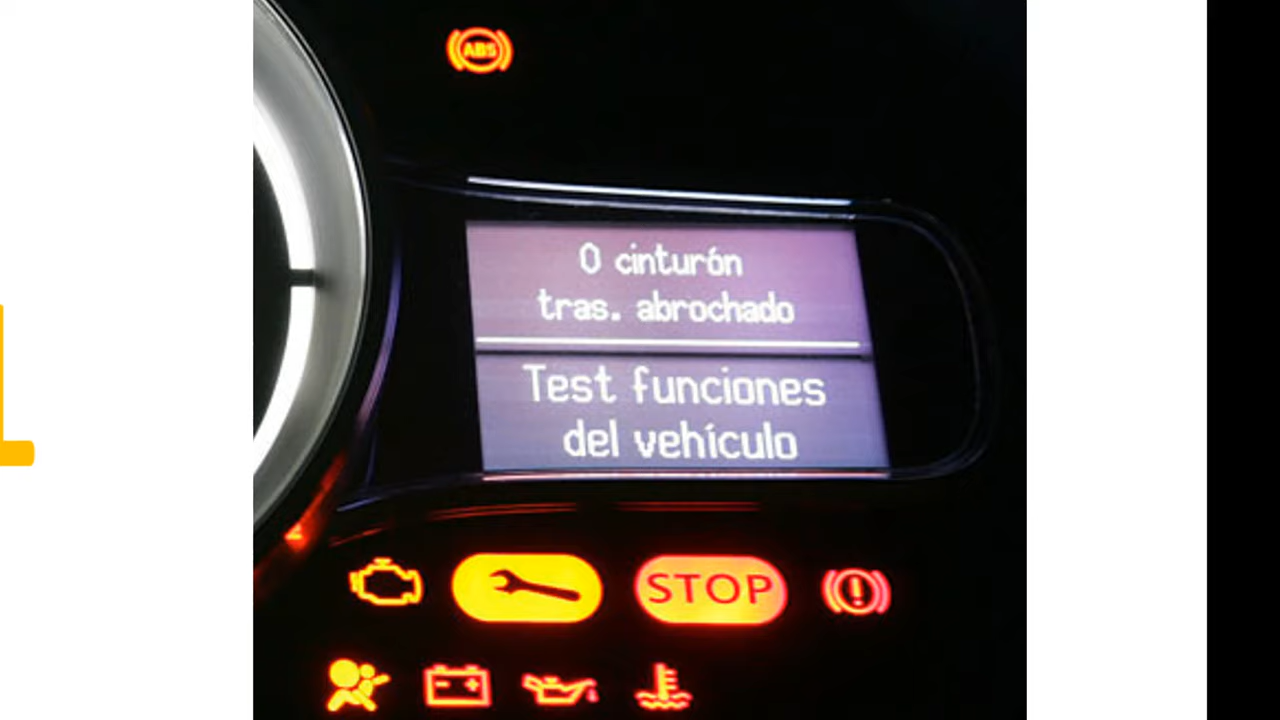 ABS
0 cinturón
tras. abrochado
Test funciones
del vehículo
STOP